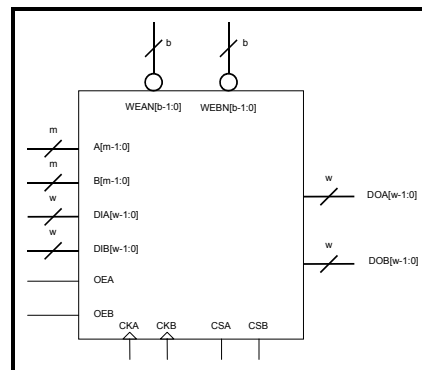 b b
WEAN[b-1:0] WEBN[b-1:0]
m
A[m-1:0]
m
B[m-1:0]
w
DIA[w-1:0]
w
DIB[w-1:0]
OEA
OEB
w
DOA[w-1:0]
w
DOB[w-1:0]
CKA CKB CSA CSB